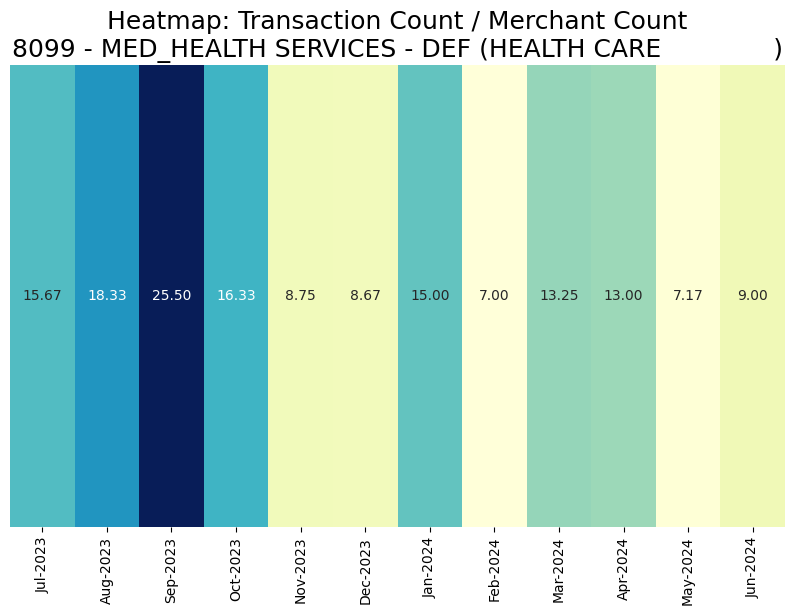 Heatmap: Transaction Count / Merchant Count
8099 - MED_HEALTH SERVICES - DEF (HEALTH CARE              )
15.67 18.33 25.50 16.33 8.75 8.67 15.00 7.00 13.25 13.00 7.17 9.00
Jul-2023 Aug-2023 Sep-2023 Oct-2023 Nov-2023 Dec-2023 Jan-2024 Feb-2024 Mar-2024 Apr-2024 May-2024 Jun-2024